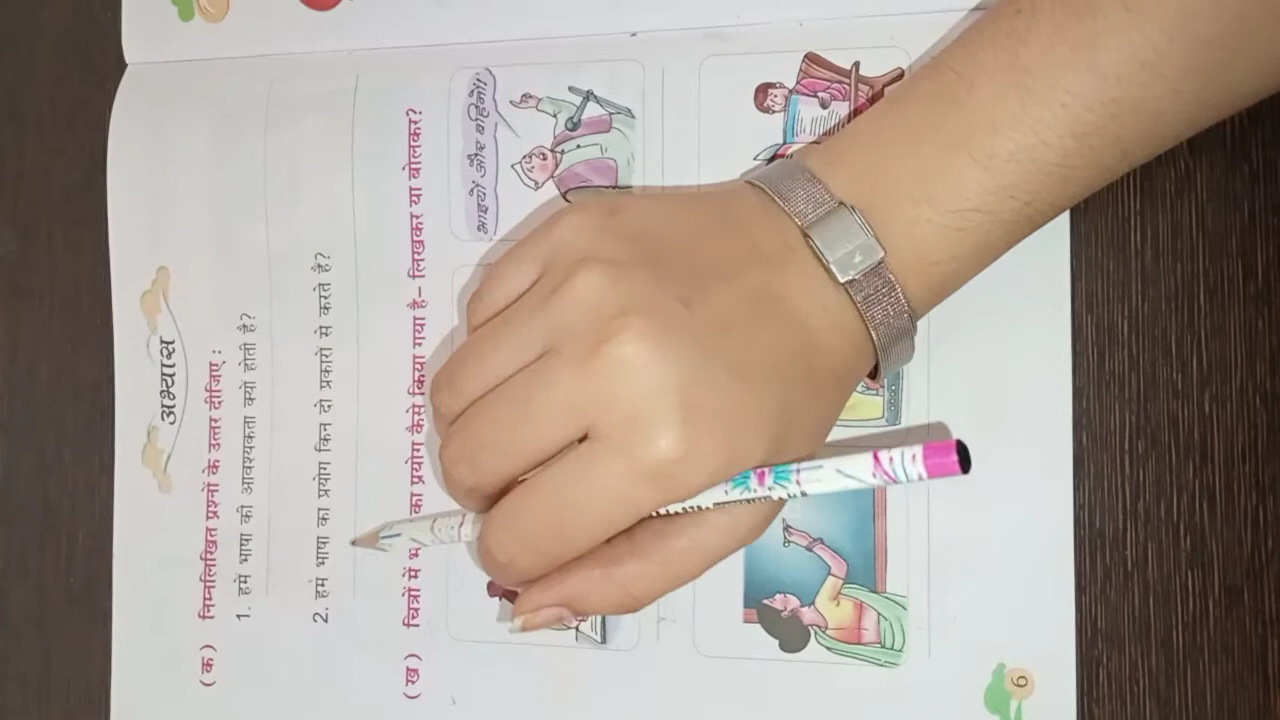 अभ्यास
(क) निम्नलिखित प्रश्नों के उत्तर दीजिए :
1. हमें भाषा की आवश्यकता क्यों होती है?
2. हम भाषा का प्रयोग किन दो प्रकारों से करते हैं?
(ख) चित्रों में का प्रयोग कैसे किया गया है– लिखकर या बोलकर?
भाइयों और बहिनों!
6